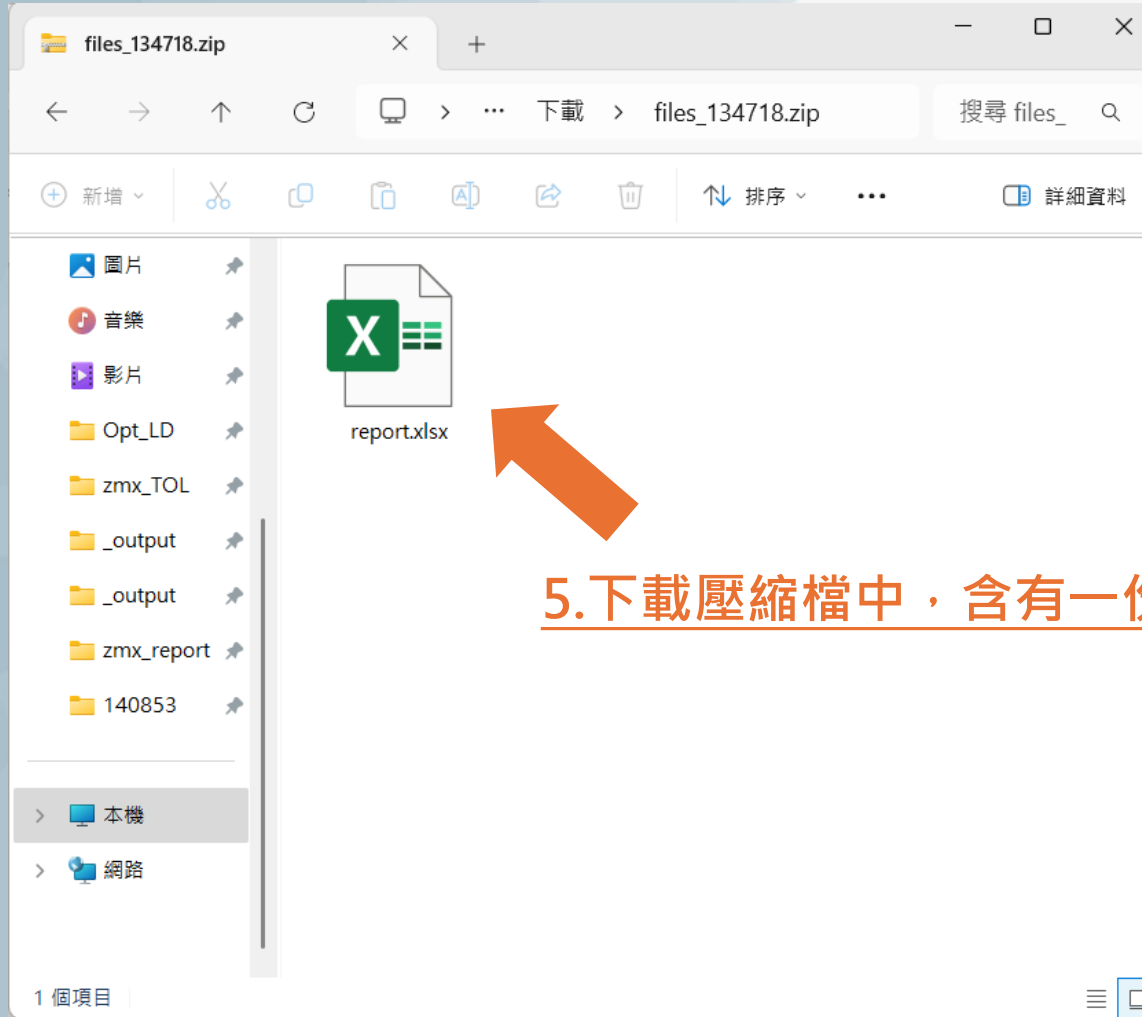 files_134718.zip
下載 > files_134718.zip
搜尋 files_
新增
排序
詳細資料
圖片
音樂
影片
Opt_LD
zmx_TOL
_output
_output
zmx_report
140853
本機
網路
report.xlsx
5.下載壓縮檔中，含有一
1 個項目